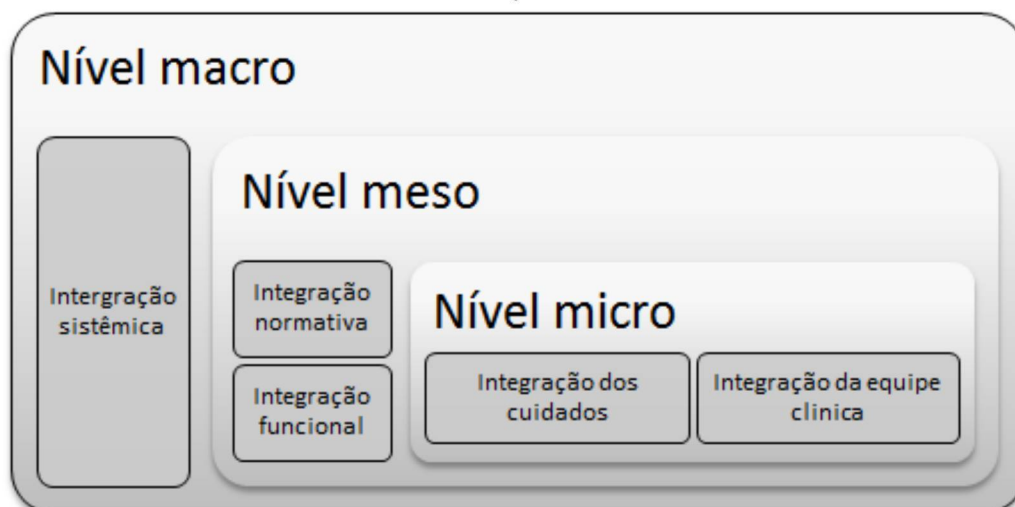 Nível macro
Intergração
sistêmica
Nível meso
Integração
normativa
Integração
funcional
Nível micro
Integração dos
cuidados
Integração da equipe
clinica